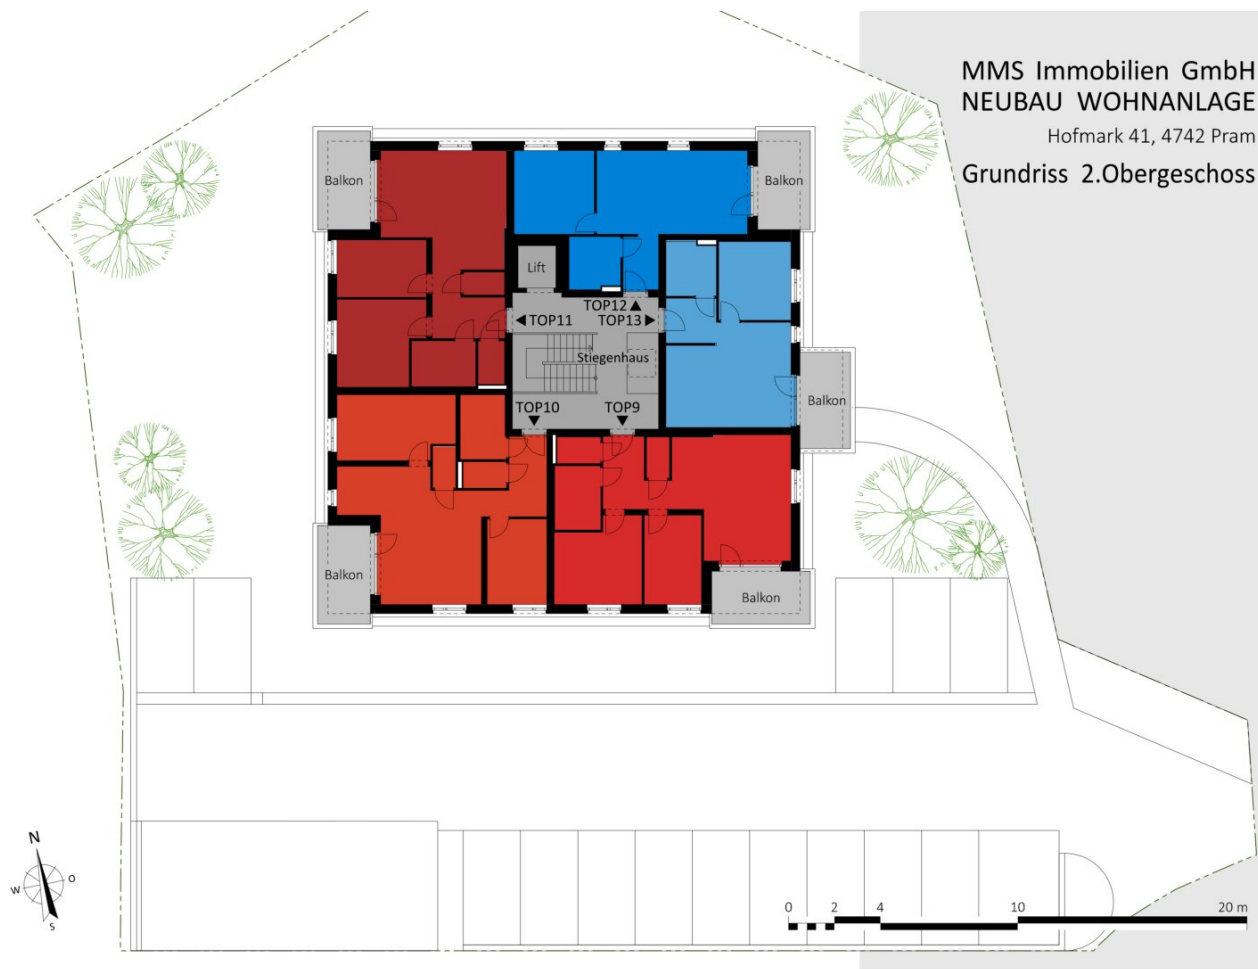 MMS Immobilien GmbH
NEUBAU WOHNANLAGE
Hofmark 41, 4742 Pram
Grundriss 2.Obergeschoss
Balkon
Balkon
Lift
TOP12
TOP11
TOP13
Stiegenhaus
Balkon
TOP10
TOP9
Balkon
Balkon
N
W
O
S
0 2 4 10 20 m